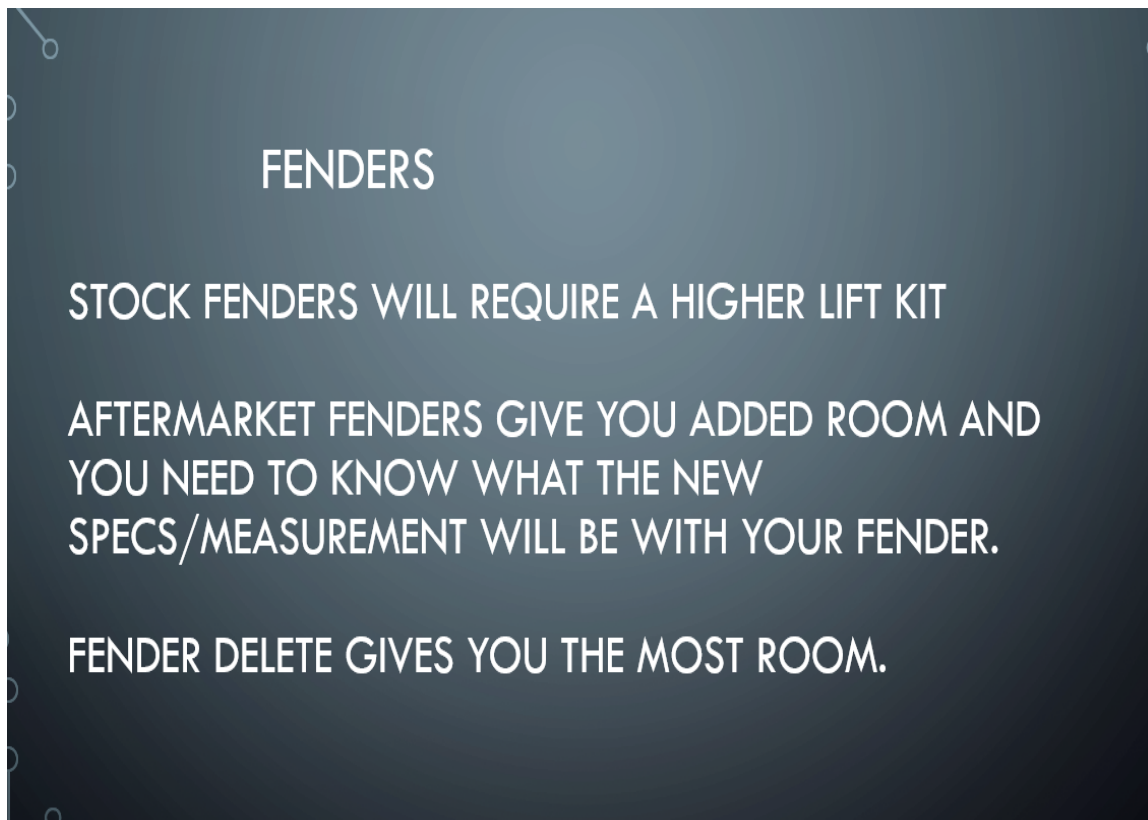 FENDERS
STOCK FENDERS WILL REQUIRE A HIGHER LIFT KIT
AFTERMARKET FENDERS GIVE YOU ADDED ROOM AND
YOU NEED TO KNOW WHAT THE NEW
SPECS/MEASUREMENT WILL BE WITH YOUR FENDER.
FENDER DELETE GIVES YOU THE MOST ROOM.